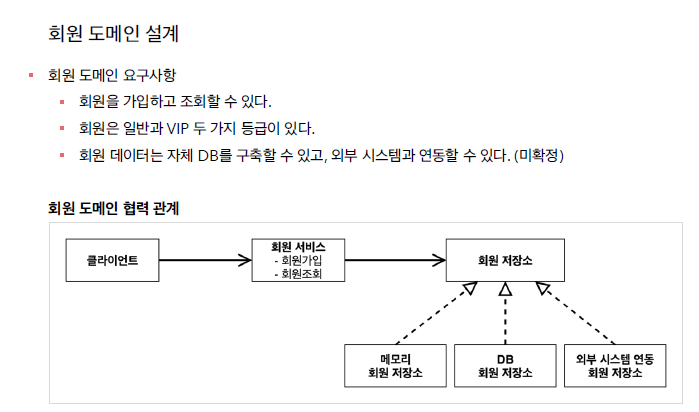 회원 도메인 설계
회원 도메인 요구사항
회원을 가입하고 조회할 수 있다.
회원은 일반과 VIP 두 가지 등급이 있다.
회원 데이터는 자체 DB를 구축할 수 있고, 외부 시스템과 연동할 수 있다. (미확정)
회원 도메인 협력 관계
클라이언트
회원 서비스
- 회원가입
- 회원조회
회원 저장소
메모리
회원 저장소
DB
회원 저장소
외부 시스템 연동
회원 저장소